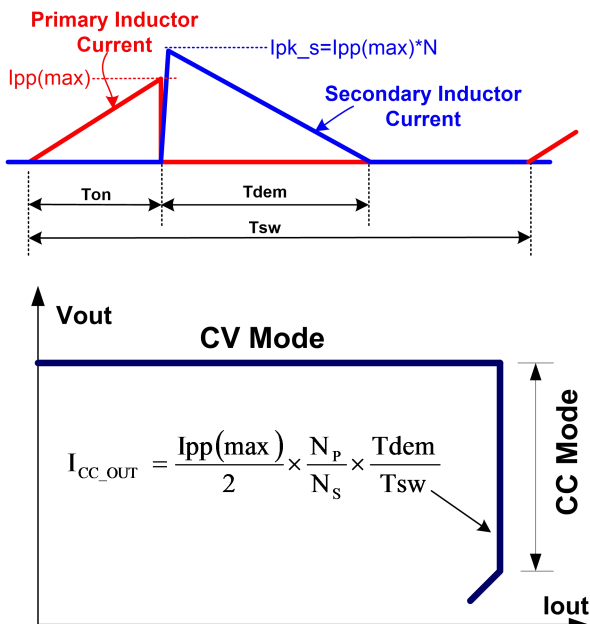 Primary Inductor
Current
Ipk_s=Ipp(max)*N
Ipp(max)
Secondary Inductor
Current
Ton
Tdem
Tsw
Vout
CV Mode
I_CC_OUT = Ipp(max)/2 × N_P/N_S × Tdem/Tsw
CC Mode
Iout